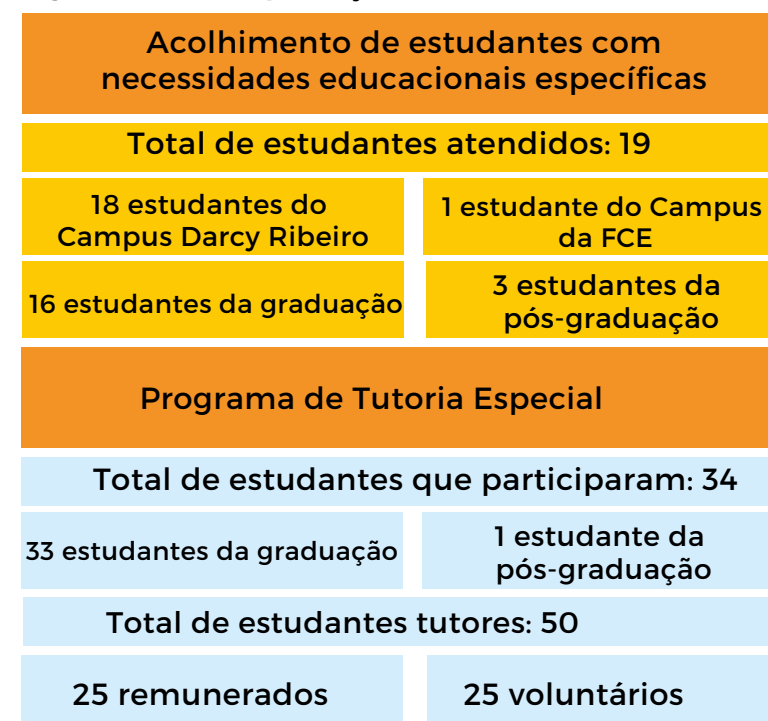 Acolhimento de estudantes com
necessidades educacionais específicas
Total de estudantes atendidos: 19
18 estudantes do
Campus Darcy Ribeiro
1 estudante do Campus
da FCE
16 estudantes da graduação
3 estudantes da
pós-graduação
Programa de Tutoria Especial
Total de estudantes que participaram: 34
33 estudantes da graduação
1 estudante da
pós-graduação
Total de estudantes tutores: 50
25 remunerados
25 voluntários